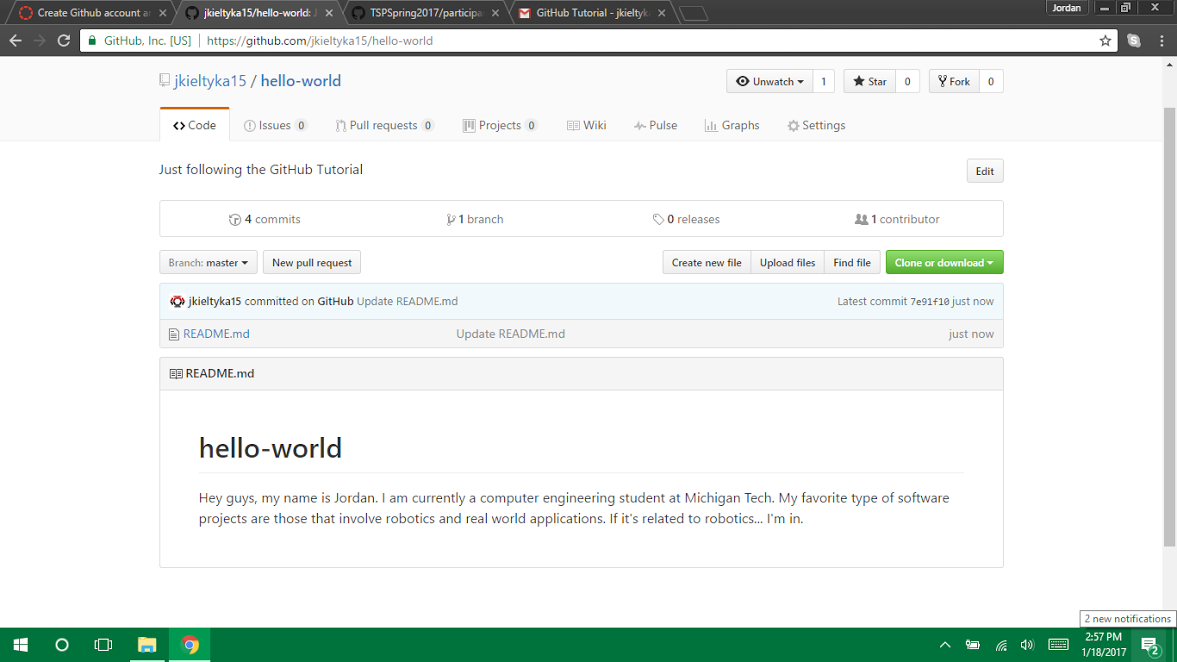 Jordan
Create Github account a
jkieltyka15/hello-world: J
TSPSpring2017/participa
GitHub Tutorial - jkieltyk
GitHub, Inc. [US] | https://github.com/jkieltyka15/hello-world
jkieltyka15 / hello-world
Unwatch 1 Star 0 Fork 0
Code Issues 0 Pull requests 0 Projects 0 Wiki Pulse Graphs Settings
Just following the GitHub Tutorial Edit
4 commits 1 branch 0 releases 1 contributor
Branch: master New pull request Create new file Upload files Find file Clone or download
jkieltyka15 committed on GitHub Update README.md Latest commit 7e91f10 just now
README.md Update README.md just now
README.md
hello-world
Hey guys, my name is Jordan. I am currently a computer engineering student at Michigan Tech. My favorite type of software
projects are those that involve robotics and real world applications. If it's related to robotics... I'm in.
2 new notifications
2:57 PM
1/18/2017
2